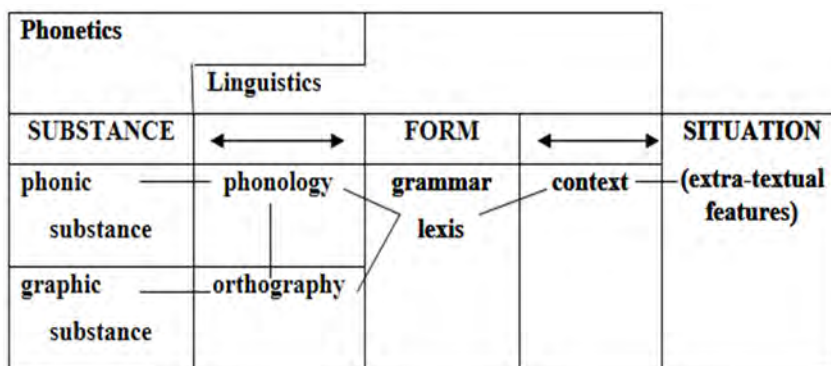 Phonetics
Linguistics
SUBSTANCE FORM SITUATION
phonic phonology grammar context (extra-textual
substance lexis features)
graphic orthography
substance